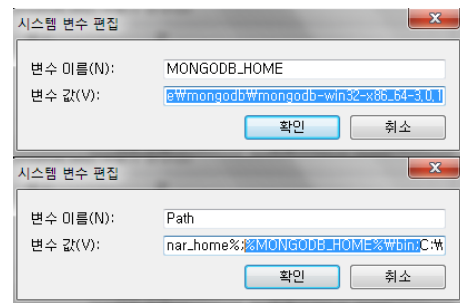 시스템 변수 편집
변수 이름(N): MONGODB_HOME
변수 값(V): e₩mongodb₩mongodb-win32-x86_64-3.0.1
확인 취소
시스템 변수 편집
변수 이름(N): Path
변수 값(V): nar_home%;%MONGODB_HOME%₩bin;C:₩
확인 취소